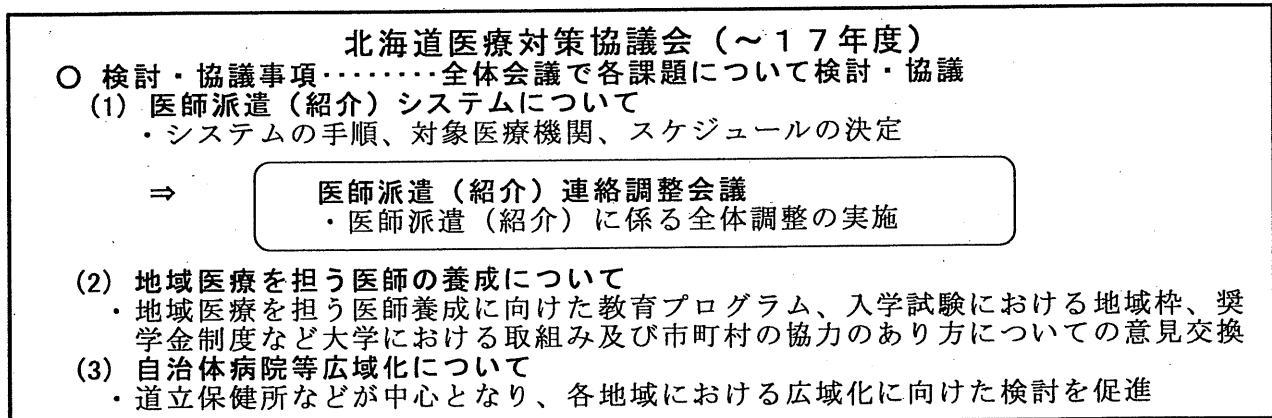 北海道医療対策協議会（～１７年度）
○ 検討・協議事項‥‥‥‥全体会議で各課題について検討・協議
(1) 医師派遣（紹介）システムについて
・システムの手順、対象医療機関、スケジュールの決定
⇒ 医師派遣（紹介）連絡調整会議
・医師派遣（紹介）に係る全体調整の実施
(2) 地域医療を担う医師の養成について
・地域医療を担う医師養成に向けた教育プログラム、入学試験における地域枠、奨
学金制度など大学における取組み及び市町村の協力のあり方についての意見交換
(3) 自治体病院等広域化について
・道立保健所などが中心となり、各地域における広域化に向けた検討を促進